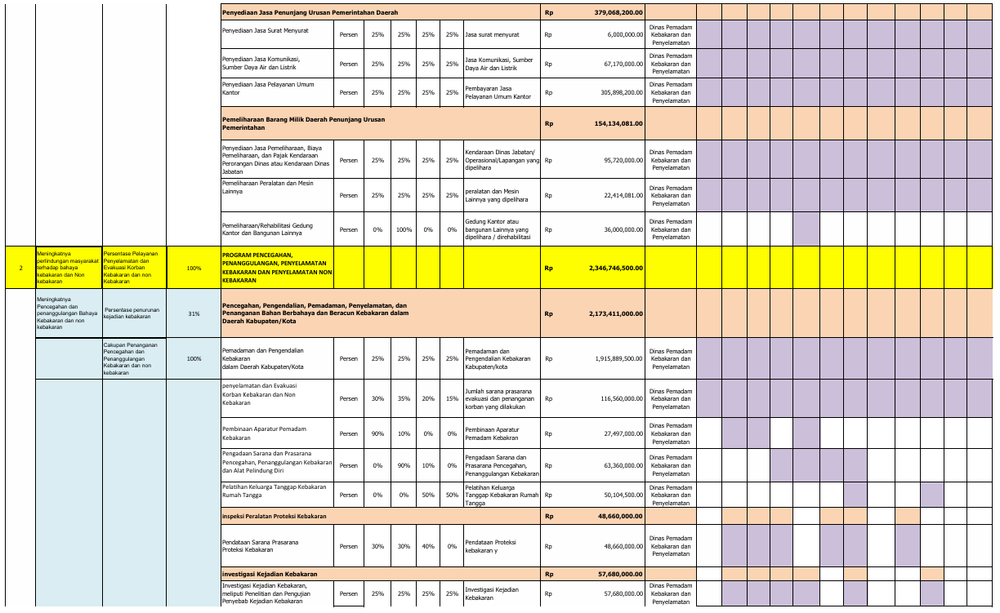 Penyediaan Jasa Penunjang Urusan Pemerintahan Daerah Rp 379,068,200.00
Penyediaan Jasa Surat Menyurat Persen 25% 25% 25% 25% Jasa surat menyurat Rp 6,000,000.00 Dinas Pemadam Kebakaran dan Penyelamatan
Penyediaan Jasa Komunikasi,
Sumber Daya Air dan Listrik Persen 25% 25% 25% 25% Jasa Komunikasi, Sumber
Daya Air dan Listrik Rp 67,170,000.00 Dinas Pemadam
Kebakaran dan
Penyelamatan
Penyediaan Jasa Pelayanan Umum
Kantor Persen 25% 25% 25% 25% Pembayaran Jasa
Pelayanan Umum Kantor Rp 305,898,200.00 Dinas Pemadam
Kebakaran dan
Penyelamatan
Pemeliharaan Barang Milik Daerah Penunjang Urusan
Pemerintahan Rp 154,134,081.00
Penyediaan Jasa Pemeliharaan, Biaya
Pemeliharaan, dan Pajak Kendaraan
Perorangan Dinas atau Kendaraan Dinas
Jabatan Persen 25% 25% 25% 25% Kendaraan Dinas Jabatan/
Operasional/Lapangan yang
dipelihara Rp 95,720,000.00 Dinas Pemadam
Kebakaran dan
Penyelamatan
Pemeliharaan Peralatan dan Mesin
Lainnya Persen 25% 25% 25% 25% peralatan dan Mesin
Lainnya yang dipelihara Rp 22,414,081.00 Dinas Pemadam
Kebakaran dan
Penyelamatan
Pemeliharaan/Rehabilitasi Gedung
Kantor dan Bangunan Lainnya Persen 0% 100% 0% 0% Gedung Kantor atau
bangunan Lainnya yang
dipelihara / direhabilitasi Rp 36,000,000.00 Dinas Pemadam
Kebakaran dan
Penyelamatan
2 Meningkatnya
perlindungan masyarakat
terhadap bahaya
kebakaran dan Non
kebakaran
Persentase Pelayanan
Penyelamatan dan
Evakuasi Korban
Kebakaran dan non
Kebakaran
100%
PROGRAM PENCEGAHAN,
PENANGGULANGAN, PENYELAMATAN
KEBAKARAN DAN PENYELAMATAN NON
KEBAKARAN Rp 2,346,746,500.00
Meningkatnya
Pencegahan dan
penanggulangan Bahaya
Kebakaran dan non
kebakaran
Persentase penurunan
kejadian kebakaran
31%
Pencegahan, Pengendalian, Pemadaman, Penyelamatan, dan
Penanganan Bahan Berbahaya dan Beracun Kebakaran dalam
Daerah Kabupaten/Kota Rp 2,173,411,000.00
Cakupan Penanganan
Pencegahan dan
Penanggulangan
Kebakaran dan non
kebakaran
100%
Pemadaman dan Pengendalian
Kebakaran
dalam Daerah Kabupaten/Kota Persen 25% 25% 25% 25% Pemadaman dan
Pengendalian Kebakaran
Kabupaten/kota Rp 1,915,889,500.00 Dinas Pemadam
Kebakaran dan
Penyelamatan
penyelamatan dan Evakuasi
Korban Kebakaran dan Non
Kebakaran Persen 30% 35% 20% 15% Jumlah sarana prasarana
evakuasi dan penanganan
korban yang dilakukan Rp 116,560,000.00 Dinas Pemadam
Kebakaran dan
Penyelamatan
Pembinaan Aparatur Pemadam
Kebakaran Persen 90% 10% 0% 0% Pembinaan Aparatur
Pemadam Kebakran Rp 27,497,000.00 Dinas Pemadam
Kebakaran dan
Penyelamatan
Pengadaan Sarana dan Prasarana
Pencegahan, Penanggulangan Kebakaran
dan Alat Pelindung Diri Persen 0% 90% 10% 0% Pengadaan Sarana dan
Prasarana Pencegahan,
Penanggulangan Kebakaran Rp 63,360,000.00 Dinas Pemadam
Kebakaran dan
Penyelamatan
Pelatihan Keluarga Tanggap Kebakaran
Rumah Tangga Persen 0% 0% 50% 50% Pelatihan Keluarga
Tanggap Kebakaran Rumah
Tangga Rp 50,104,500.00 Dinas Pemadam
Kebakaran dan
Penyelamatan
inspeksi Peralatan Proteksi Kebakaran Rp 48,660,000.00
Pendataan Sarana Prasarana
Proteksi Kebakaran Persen 30% 30% 40% 0% Pendataan Proteksi
kebakaran y Rp 48,660,000.00 Dinas Pemadam
Kebakaran dan
Penyelamatan
investigasi Kejadian Kebakaran Rp 57,680,000.00
Investigasi Kejadian Kebakaran,
meliputi Penelitian dan Pengujian
Penyebab Kejadian Kebakaran Persen 25% 25% 25% 25% Investigasi Kejadian
Kebakaran Rp 57,680,000.00 Dinas Pemadam
Kebakaran dan
Penyelamatan